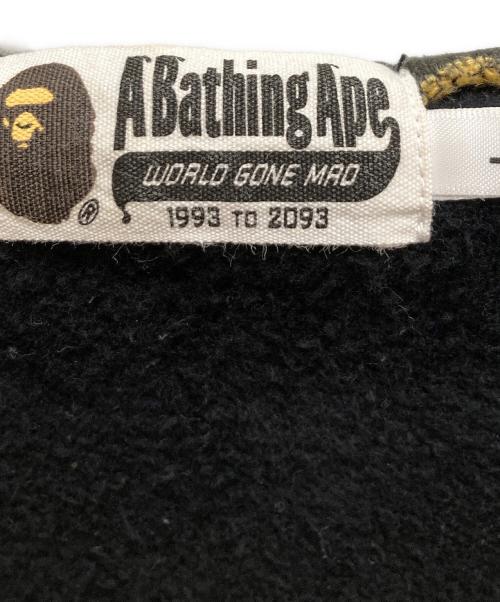 A Bathing Ape
WORLD GONE MAD
® 1993 TO 2093